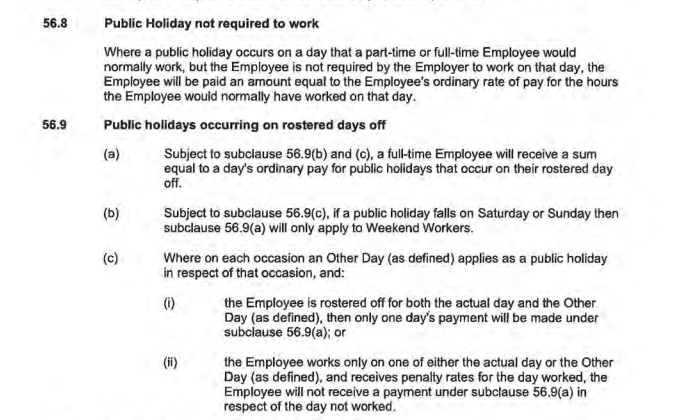 56.8 Public Holiday not required to work
Where a public holiday occurs on a day that a part-time or full-time Employee would
normally work, but the Employee is not required by the Employer to work on that day, the
Employee will be paid an amount equal to the Employee's ordinary rate of pay for the hours
the Employee would normally have worked on that day.
56.9 Public holidays occurring on rostered days off
(a) Subject to subclause 56.9(b) and (c), a full-time Employee will receive a sum
equal to a day's ordinary pay for public holidays that occur on their rostered day
off.
(b) Subject to subclause 56.9(c), if a public holiday falls on Saturday or Sunday then
subclause 56.9(a) will only apply to Weekend Workers.
(c) Where on each occasion an Other Day (as defined) applies as a public holiday
in respect of that occasion, and:
(i) the Employee is rostered off for both the actual day and the Other
Day (as defined), then only one day's payment will be made under
subclause 56.9(a); or
(ii) the Employee works only on one of either the actual day or the Other
Day (as defined), and receives penalty rates for the day worked, the
Employee will not receive a payment under subclause 56.9(a) in
respect of the day not worked.